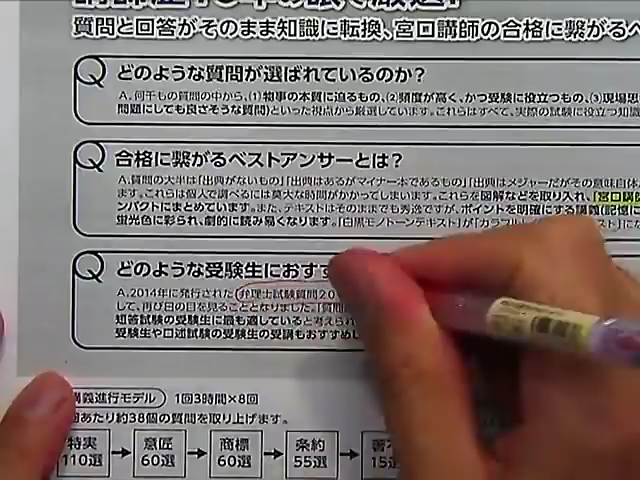 質問と回答がそのまま知識に転換、宮口講師の合格に繋がるベ
Q どのような質問が選ばれているのか?
A. 何千もの質問の中から、(1)物事の本質に迫るもの、(2)頻度が高く、かつ受験に役立つもの、(3)現場思
問題にしても良さそうな質問)といった視点から厳選しています。これらはすべて、実際の試験に役立つ知識
Q 合格に繋がるベストアンサーとは?
A. 質問の大半は「出典がないもの」「出典はあるがマイナー本であるもの」「出典はメジャーだがその意味自体
ます。これらは個人で調べるには莫大な時間がかかってしまいます。これらを図解などを取り入れ、「宮口講師
ンパクトにまとめています。また、テキストはそのままでも秀逸ですが、ポイントを明確にする講義(記憶
蛍光色に彩られ、劇的に読み易くなります。「白黒モノトーンテキスト」が「カラフル
Q どのような受験生におす
A. 2014年に発行された「弁理士試験質問20
して、再び日の目を見ることとなりました。「質問
短答試験の受験生に最も適していると考えられ
受験生や口述試験の受験生の受講もおすすめし
講義進行モデル 1回3時間×8回
回あたり約38個の質問を取り上げます。
特実 → 意匠 → 商標 → 条約 → 著
110選 60選 60選 55選 15選